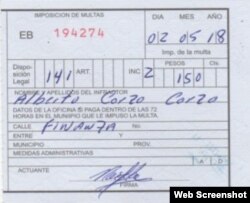 IMPOSICION DE MULTAS
DIA MES AÑO
EB 194274 02 05 18
Imp. de la multa
Disposición Legal 141 ART. INC 2 PESOS 150 Chi
NOMBRE Y APELLIDOS DEL INFRACTOR
Alberto Corzo Corzo
DATOS DE LA OFICINA SI PAGA DENTRO DE LAS 72
HORAS EN EL MUNICIPIO QUE LE IMPUSO LA MULTA.
CALLE FINANZA No.
ENTRE Y
MUNICIPIO PROV.
MEDIDAS ADMINISTRATIVAS
A D
ACTUANTE
FIRMA
Web Screenshot